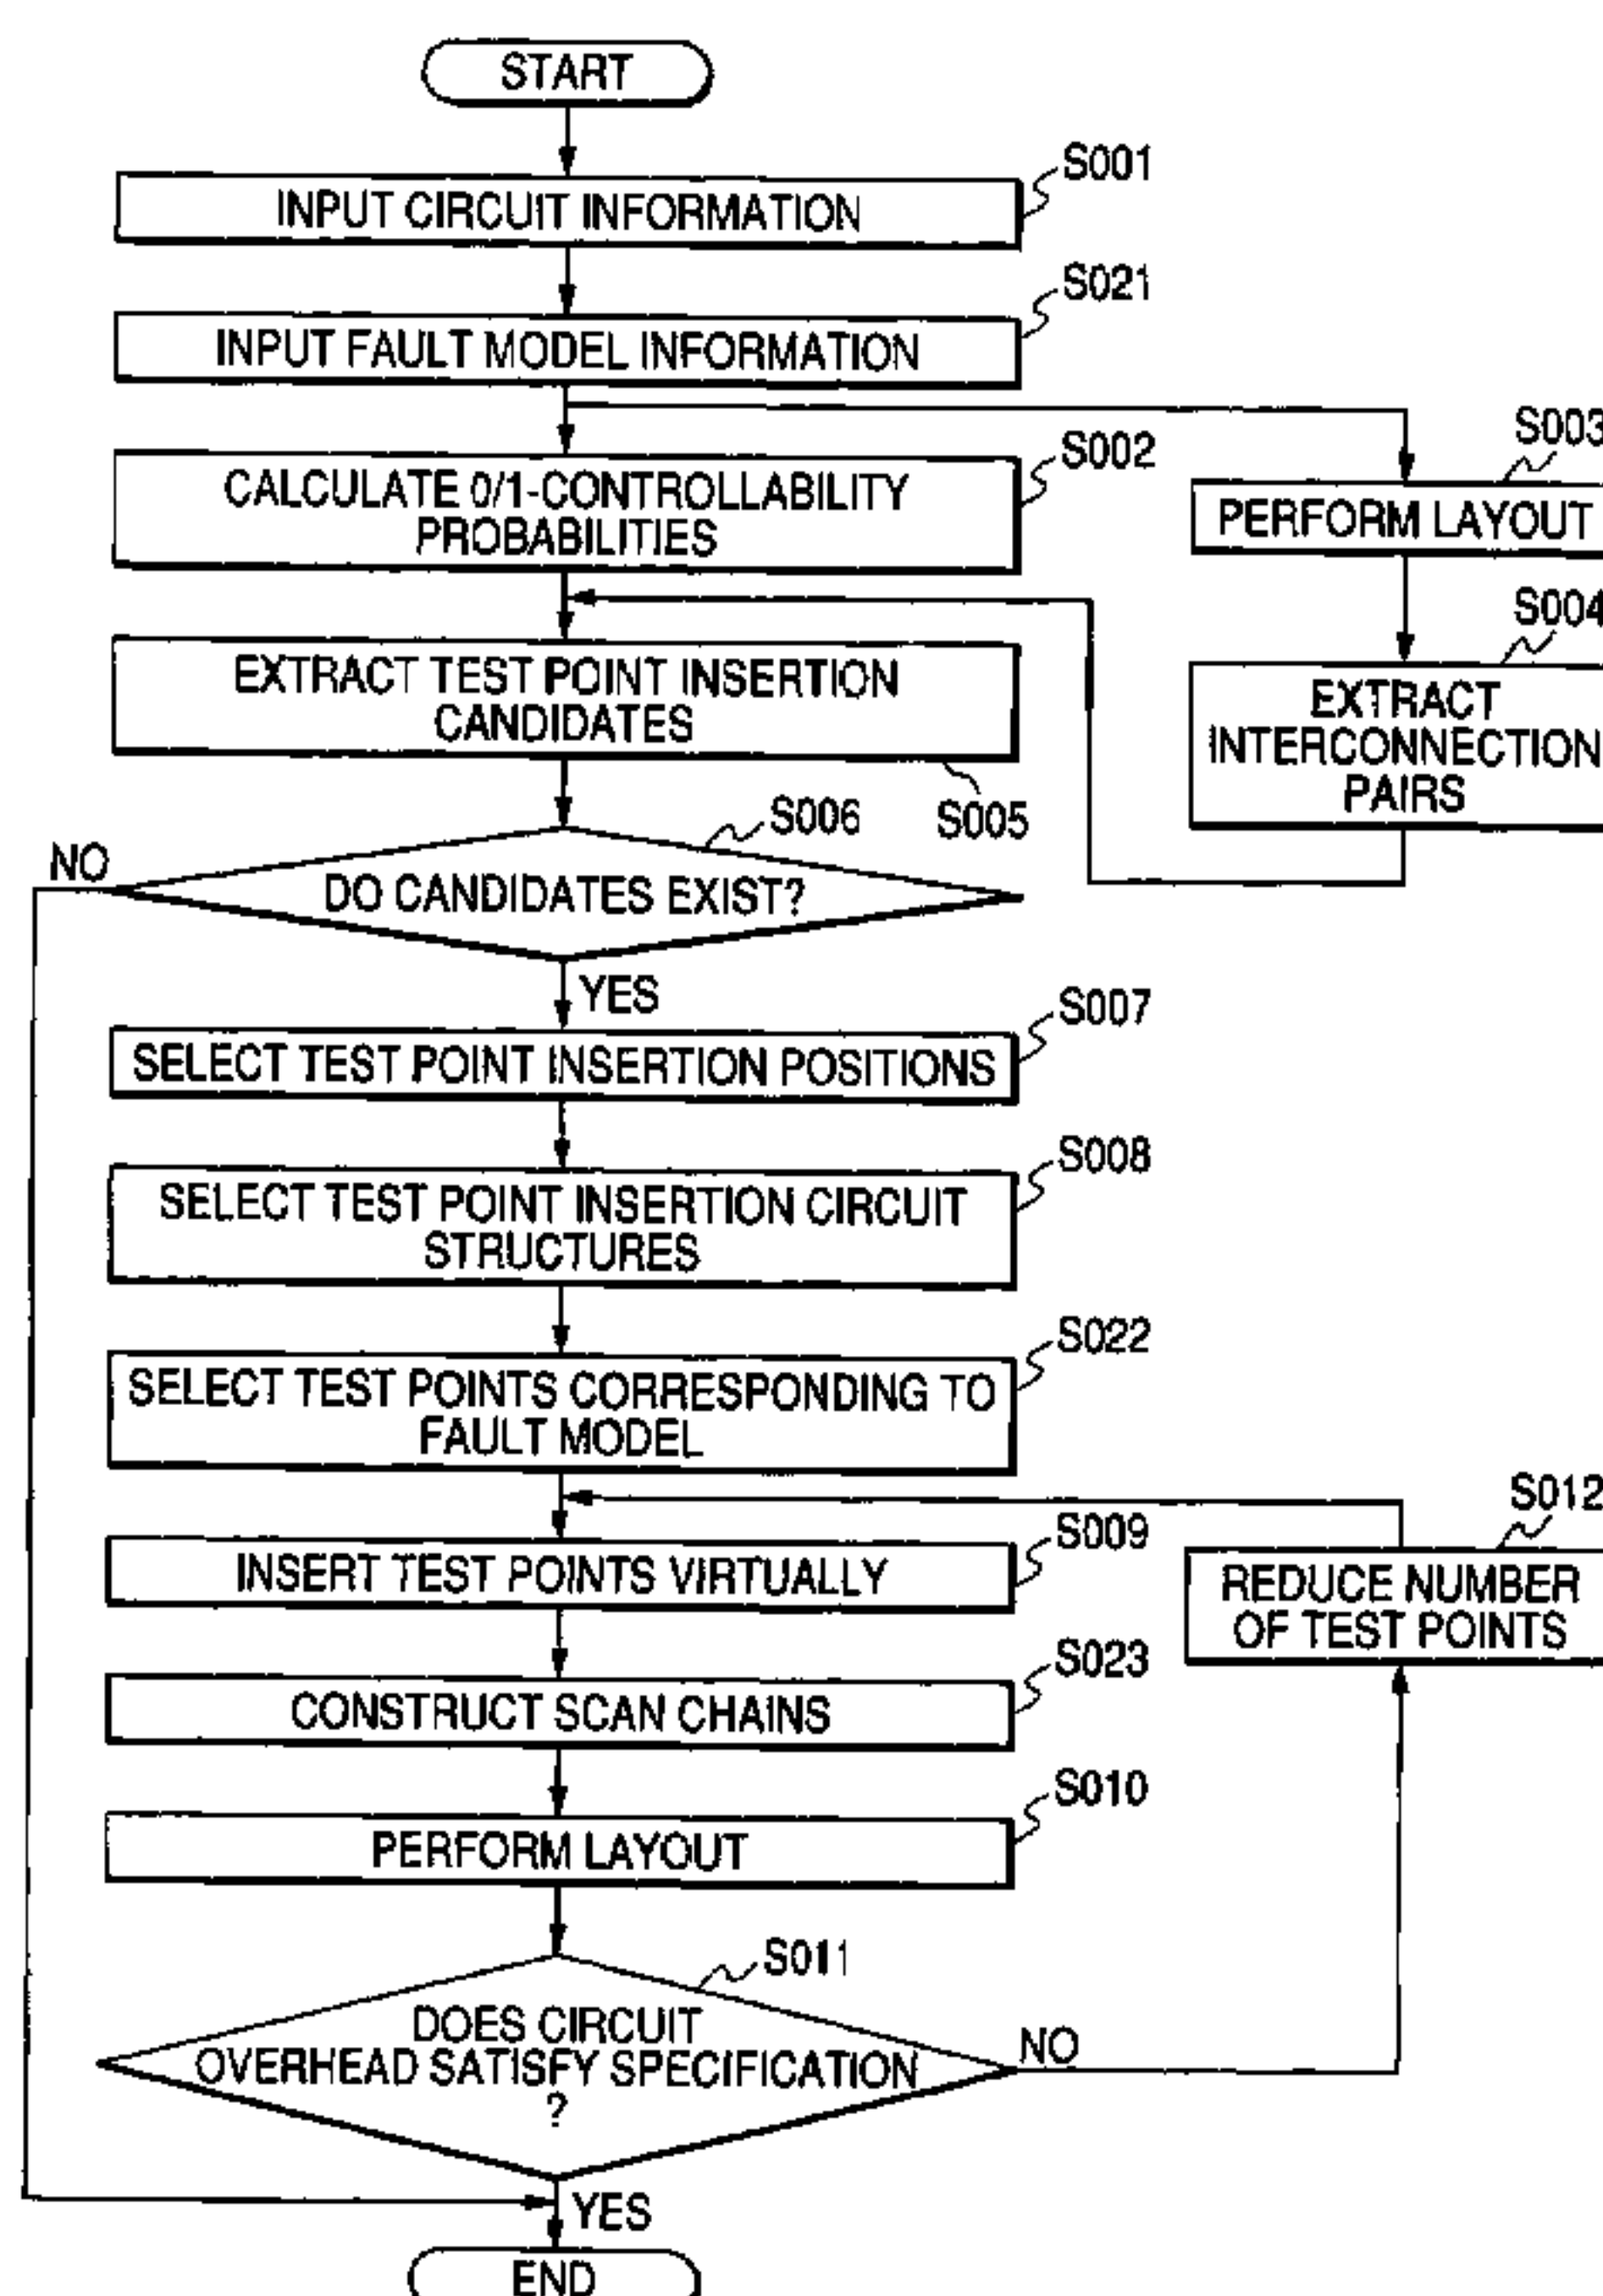 START
S001
INPUT CIRCUIT INFORMATION
S021
INPUT FAULT MODEL INFORMATION
S002
CALCULATE 0/1-CONTROLLABILITY
PROBABILITIES
S003
PERFORM LAYOUT
S004
EXTRACT
INTERCONNECTION
PAIRS
EXTRACT TEST POINT INSERTION
CANDIDATES
S005
S006
NO
DO CANDIDATES EXIST?
YES
S007
SELECT TEST POINT INSERTION POSITIONS
S008
SELECT TEST POINT INSERTION CIRCUIT
STRUCTURES
S022
SELECT TEST POINTS CORRESPONDING TO
FAULT MODEL
S009
INSERT TEST POINTS VIRTUALLY
S012
REDUCE NUMBER
OF TEST POINTS
S023
CONSTRUCT SCAN CHAINS
S010
PERFORM LAYOUT
S011
DOES CIRCUIT
OVERHEAD SATISFY SPECIFICATION
?
NO
YES
END